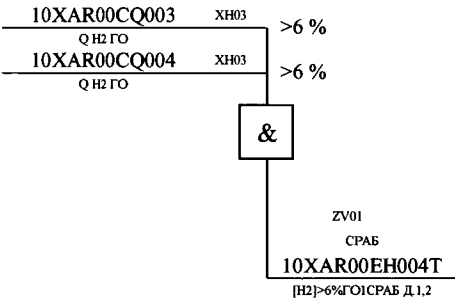 10XAR00CQ003 XH03 >6 %
Q H2 ГО
10XAR00CQ004 XH03 >6 %
Q H2 ГО
&
ZV01
СРАБ
10XAR00EH004T
[H2]>6%ГО1СРАБ Д.1,2